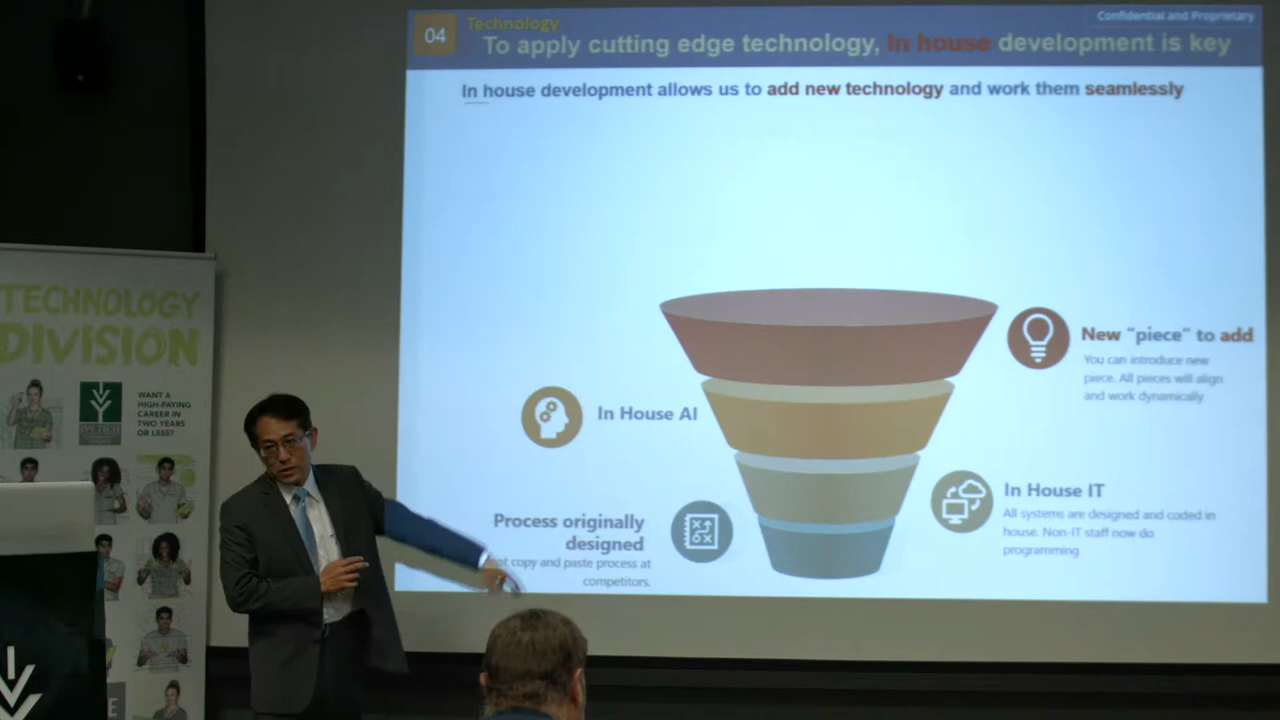 04
Technology
Confidential and Proprietary
To apply cutting edge technology, In house development is key
In house development allows us to add new technology and work them seamlessly
New "piece" to add
You can introduce new
piece. All pieces will align
and work dynamically
In House AI
In House IT
All systems are designed and coded in
house. Non-IT staff now do
programming
Process originally
designed
ot copy and paste process at
competitors.
TECHNOLOGY
DIVISION
WANT A
HIGH-PAYING
CAREER IN
TWO YEARS
OR LESS?
E